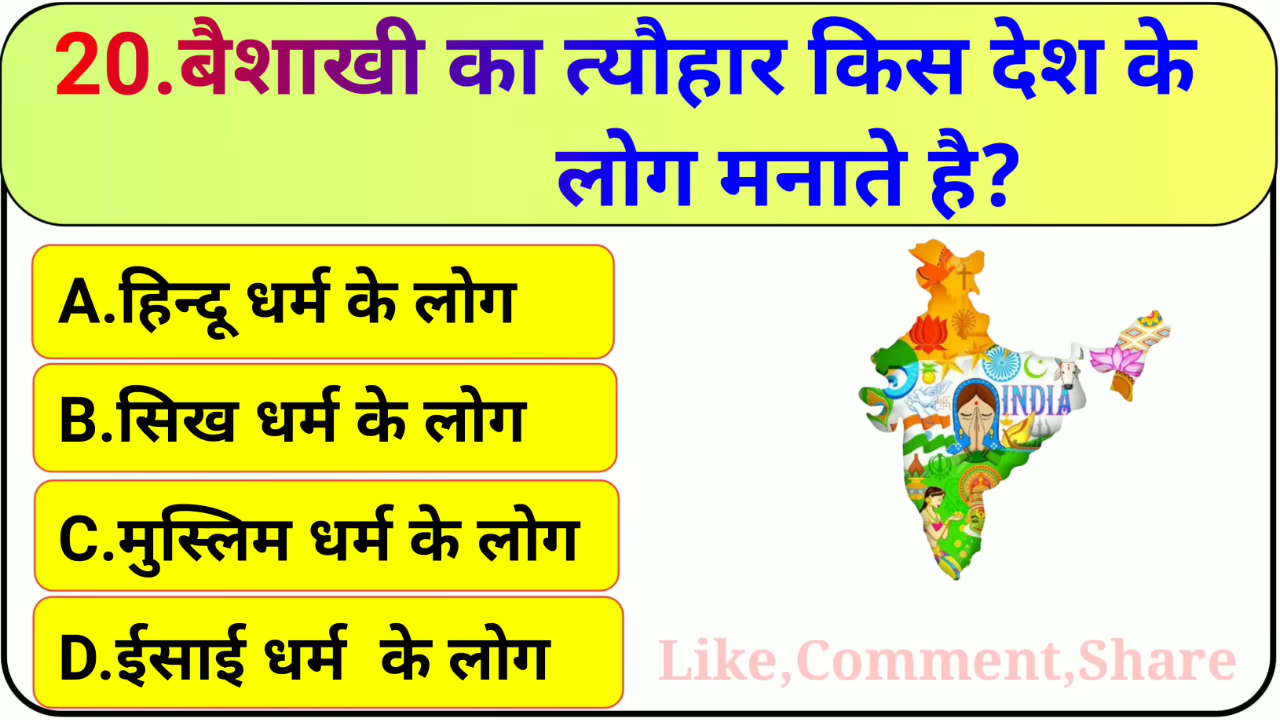 20.बैशाखी का त्यौहार किस देश के
लोग मनाते है?
A.हिन्दू धर्म के लोग
B.सिख धर्म के लोग
C.मुस्लिम धर्म के लोग
D.ईसाई धर्म के लोग
INDIA
Like,Comment,Share